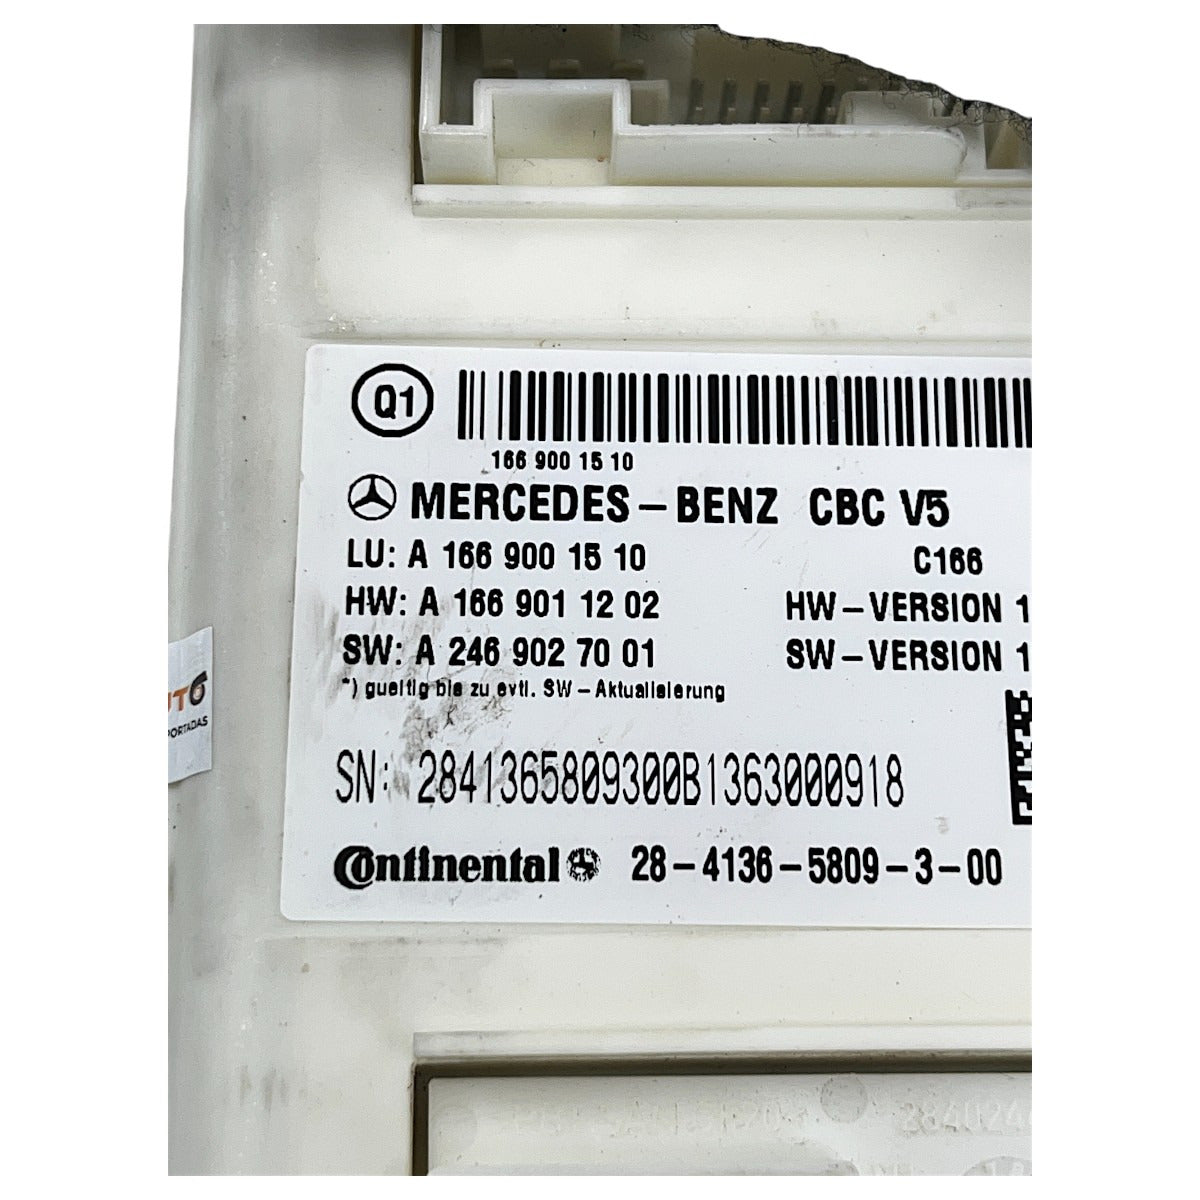 Q1
166 900 15 10
MERCEDES-BENZ CBC V5
LU: A 166 900 15 10 C166
HW: A 166 901 12 02 HW-VERSION 1
SW: A 246 902 70 01 SW-VERSION 1
*) gueltig bis zu evtl. SW-Aktualisierung
SN: 2841365809300B1363000918
Continental 28-4136-5809-3-00